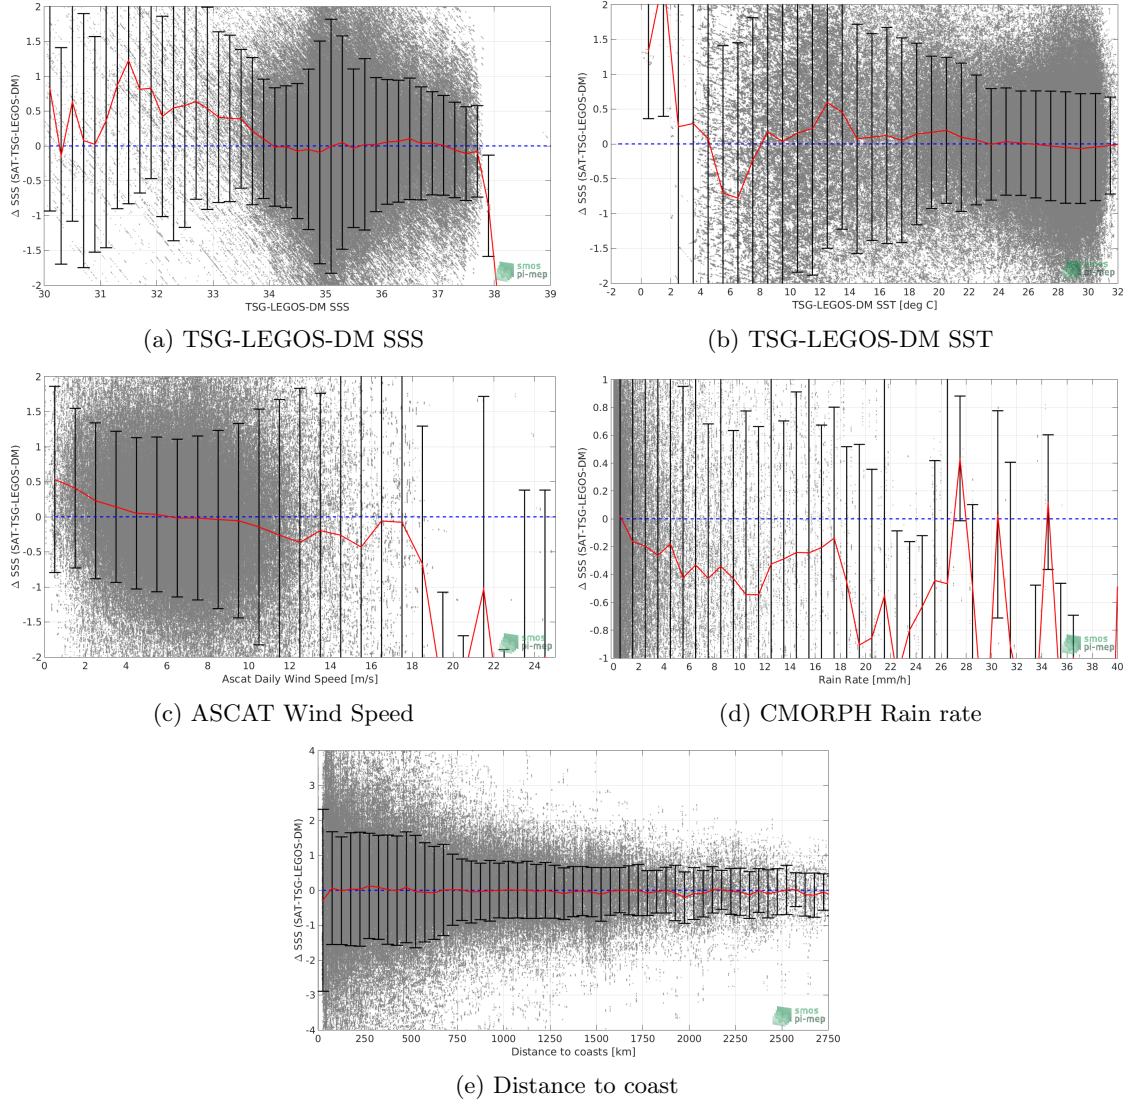 2
1.5
1
0.5
0
-0.5
-1
-1.5
-2
Δ SSS (SAT-TSG-LEGOS-DM)
30 31 32 33 34 35 36 37 38 39
TSG-LEGOS-DM SSS
smos
pi-mep
(a) TSG-LEGOS-DM SSS
2
1.5
1
0.5
0
-0.5
-1
-1.5
-2
Δ SSS (SAT-TSG-LEGOS-DM)
-2 0 2 4 6 8 10 12 14 16 18 20 22 24 26 28 30 32
TSG-LEGOS-DM SST [deg C]
smos
pi-mep
(b) TSG-LEGOS-DM SST
2
1.5
1
0.5
0
-0.5
-1
-1.5
-2
Δ SSS (SAT-TSG-LEGOS-DM)
0 2 4 6 8 10 12 14 16 18 20 22 24
Ascat Daily Wind Speed [m/s]
smos
pi-mep
(c) ASCAT Wind Speed
1
0.8
0.6
0.4
0.2
0
-0.2
-0.4
-0.6
-0.8
-1
Δ SSS (SAT-TSG-LEGOS-DM)
0 2 4 6 8 10 12 14 16 18 20 22 24 26 28 30 32 34 36 38 40
Rain Rate [mm/h]
smos
pi-mep
(d) CMORPH Rain rate
4
3
2
1
0
-1
-2
-3
-4
Δ SSS (SAT-TSG-LEGOS-DM)
0 250 500 750 1000 1250 1500 1750 2000 2250 2500 2750
Distance to coasts [km]
smos
pi-mep
(e) Distance to coast